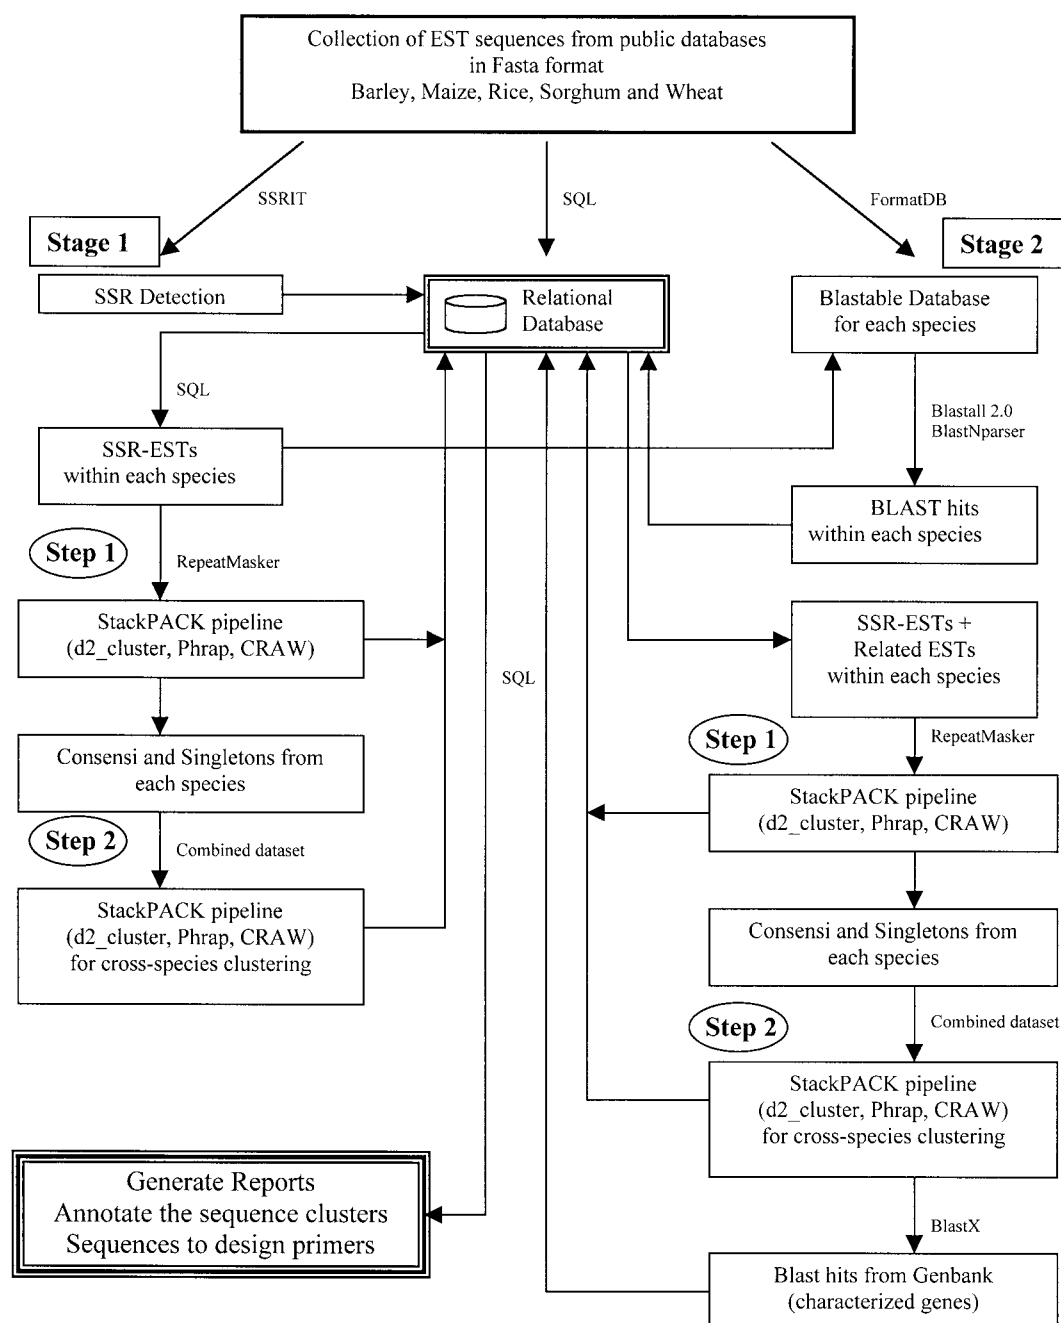 Collection of EST sequences from public databases
in Fasta format
Barley, Maize, Rice, Sorghum and Wheat
SSRIT
SQL
FormatDB
Stage 1
Stage 2
SSR Detection
Relational
Database
Blastable Database
for each species
SQL
Blastall 2.0
BlastNparser
SSR-ESTs
within each species
BLAST hits
within each species
Step 1
RepeatMasker
StackPACK pipeline
(d2_cluster, Phrap, CRAW)
SSR-ESTs +
Related ESTs
within each species
SQL
Step 1
RepeatMasker
Consensi and Singletons from
each species
StackPACK pipeline
(d2_cluster, Phrap, CRAW)
Step 2
Combined dataset
StackPACK pipeline
(d2_cluster, Phrap, CRAW)
for cross-species clustering
Consensi and Singletons from
each species
Step 2
Combined dataset
StackPACK pipeline
(d2_cluster, Phrap, CRAW)
for cross-species clustering
Generate Reports
Annotate the sequence clusters
Sequences to design primers
BlastX
Blast hits from Genbank
(characterized genes)